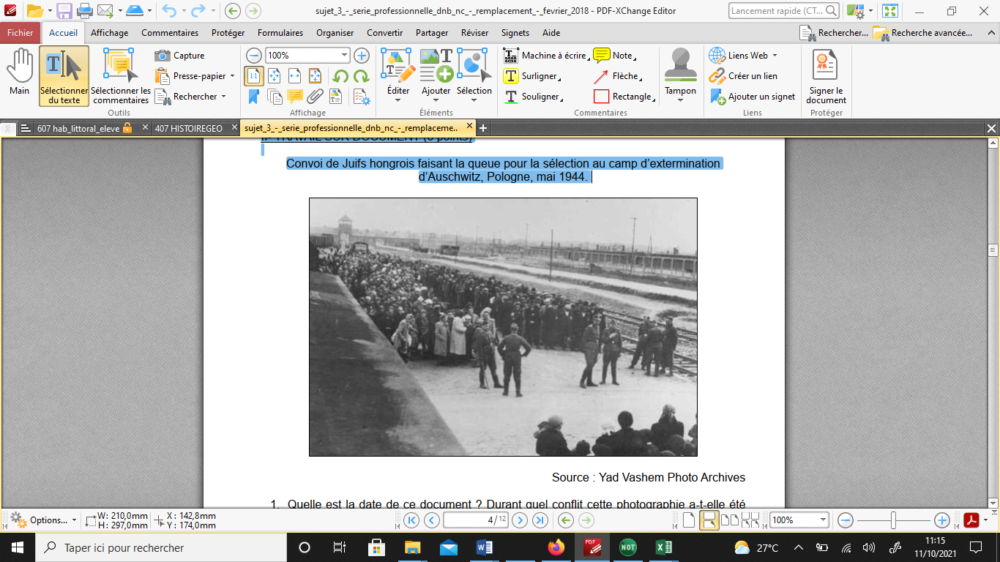 sujet_3_-_serie_professionnelle_dnb_nc_-_remplacement_-_fevrier_2018 - PDF-XChange Editor
Lancement rapide (CT...
Fichier Accueil Affichage Commentaires Protéger Formulaires Organiser Convertir Partager Réviser Signets Aide
Rechercher... Recherche avancée...
Main
Sélectionner du texte
Sélectionner les commentaires
Capture
Presse-papier
Rechercher
Outils
100%
1:1
Affichage
Éditer
Ajouter
Sélection
Éléments
Machine à écrire
Surligner
Souligner
Note
Flèche
Rectangle
Commentaires
Tampon
Liens Web
Créer un lien
Ajouter un signet
Liens
Signer le document
Protéger
607 hab_littoral_eleve
407 HISTOIREGEO
sujet_3_-_serie_professionnelle_dnb_nc_-_remplaceme..
II- TRAVAIL SUR DOCUMENT
Convoi de Juifs hongrois faisant la queue pour la sélection au camp d'extermination
d'Auschwitz, Pologne, mai 1944.
Source : Yad Vashem Photo Archives
1. Quelle est la date de ce document ? Durant quel conflit cette photographie a-t-elle été
Options...
W: 210,0mm
H: 297,0mm
X : 142,8mm
Y : 174,0mm
4 /12
100%
Taper ici pour rechercher
PDF
NOT
27°C
11:15
11/10/2021